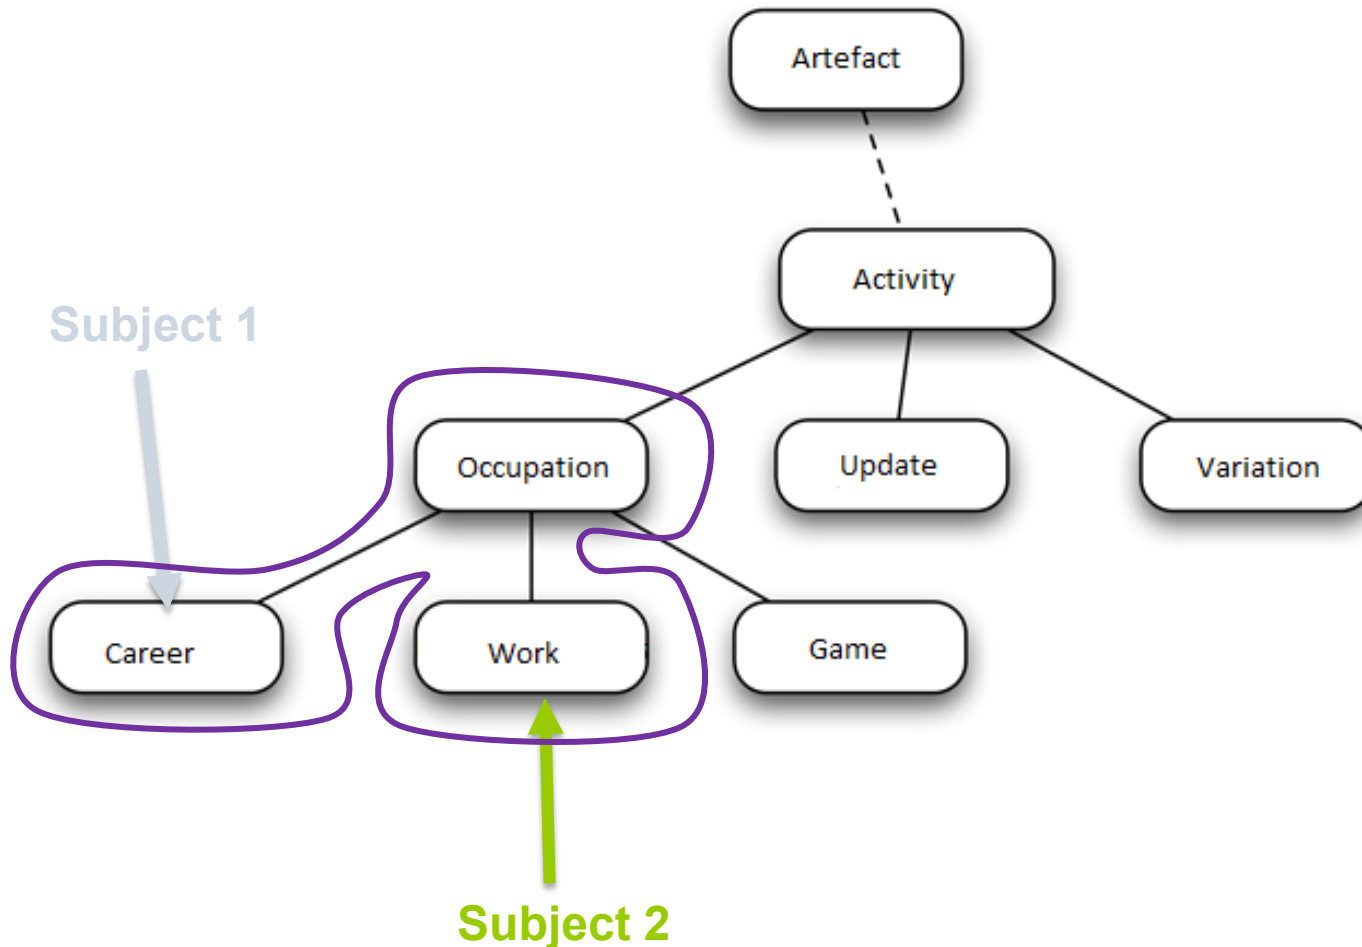 Artefact
Activity
Subject 1
Occupation
Update
Variation
Career
Work
Game
Subject 2